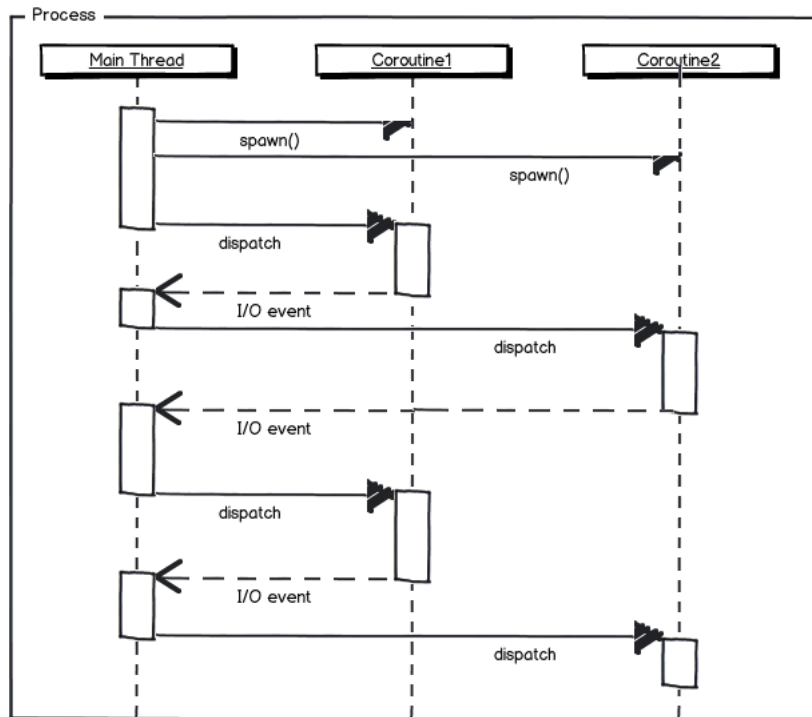 Process
Main Thread
Coroutine1
Coroutine2
spawn()
spawn()
dispatch
I/O event
dispatch
I/O event
dispatch
I/O event
dispatch